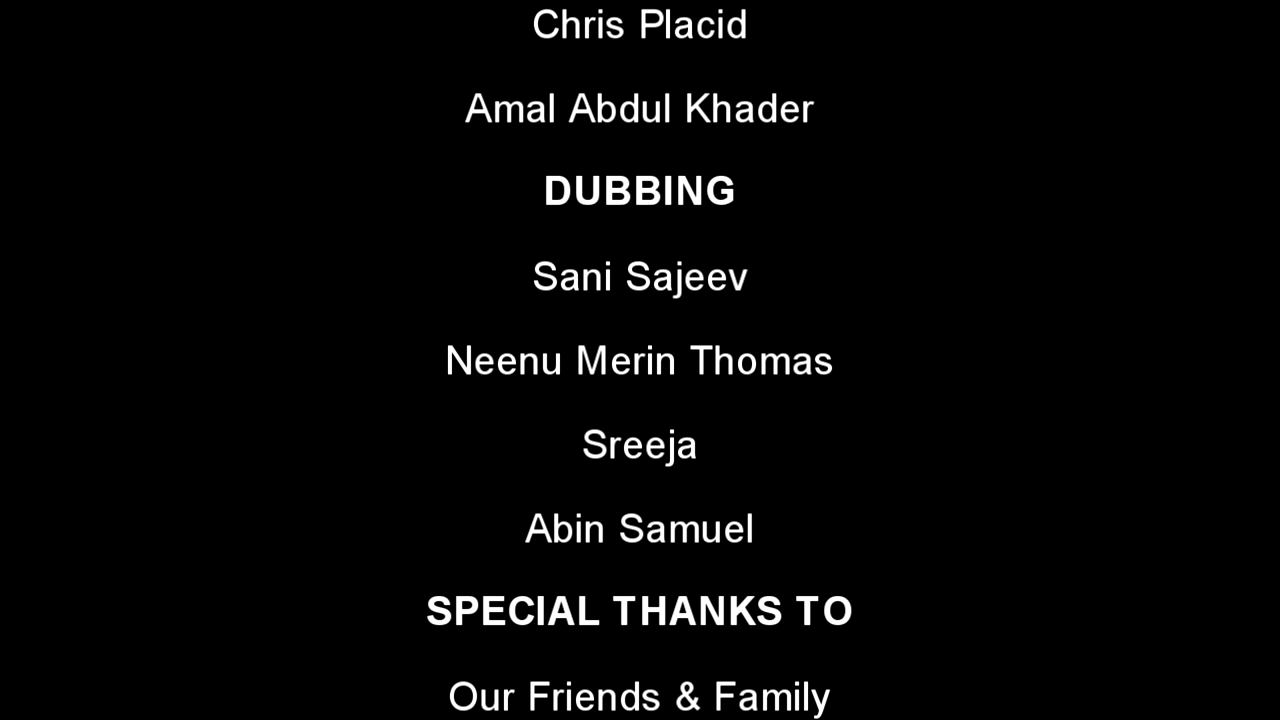 Chris Placid
Amal Abdul Khader
DUBBING
Sani Sajeev
Neenu Merin Thomas
Sreeja
Abin Samuel
SPECIAL THANKS TO
Our Friends & Family